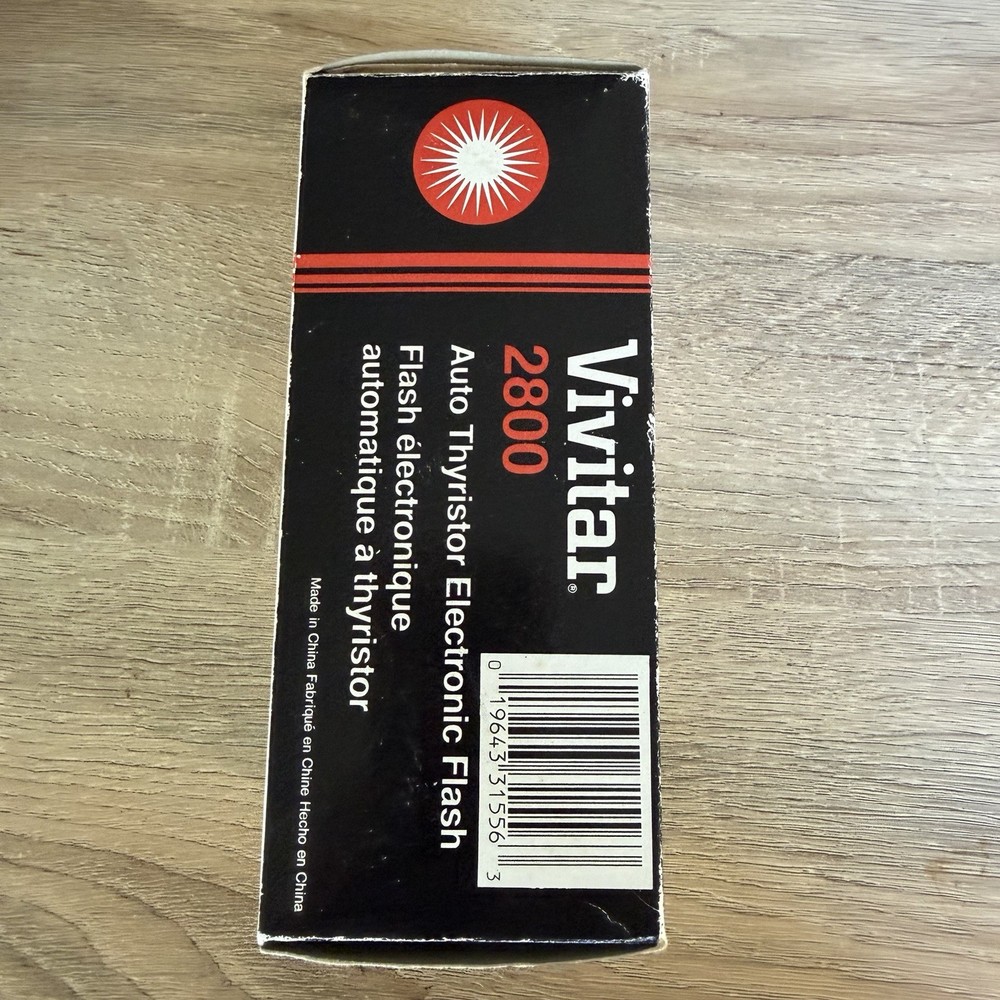 Vivitar®
2800
Auto Thyristor Electronic Flash
Flash électronique
automatique à thyristor
Made in China Fabriqué en Chine Hecho en China
0 19643 31556 3